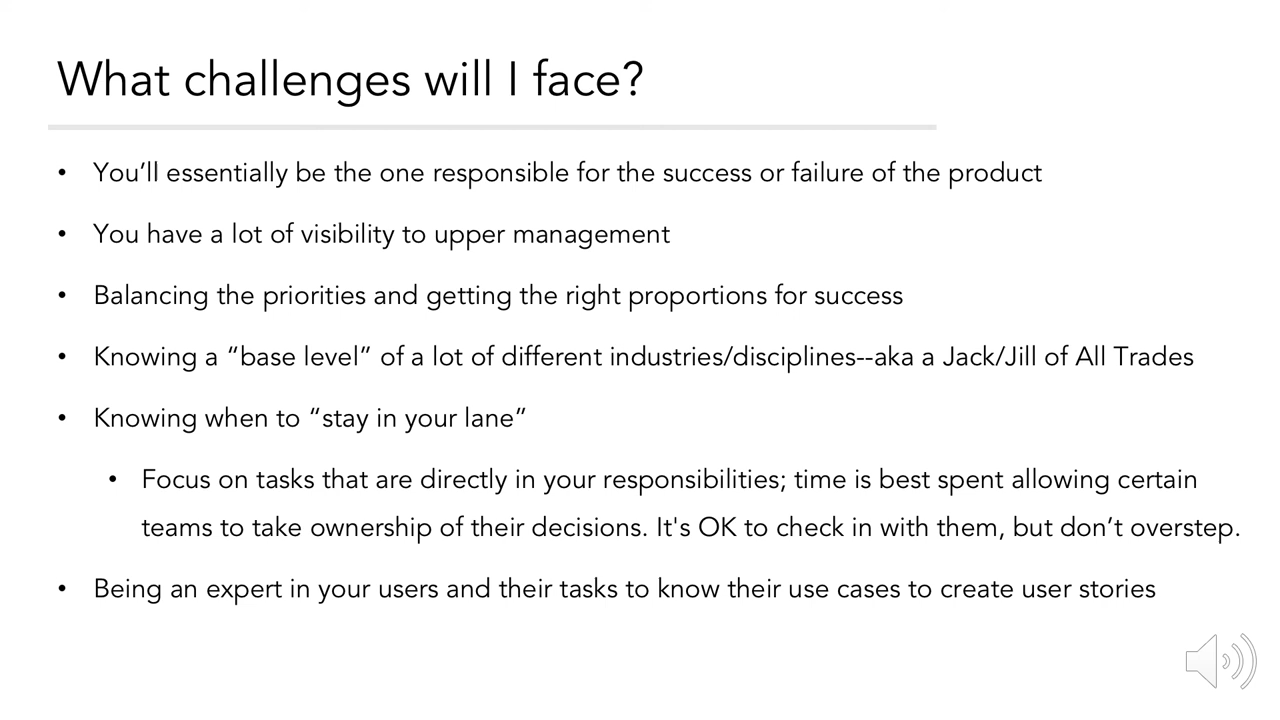 What challenges will I face?
• You’ll essentially be the one responsible for the success or failure of the product
• You have a lot of visibility to upper management
• Balancing the priorities and getting the right proportions for success
• Knowing a “base level” of a lot of different industries/disciplines--aka a Jack/Jill of All Trades
• Knowing when to “stay in your lane”
• Focus on tasks that are directly in your responsibilities; time is best spent allowing certain
teams to take ownership of their decisions. It's OK to check in with them, but don’t overstep.
• Being an expert in your users and their tasks to know their use cases to create user stories